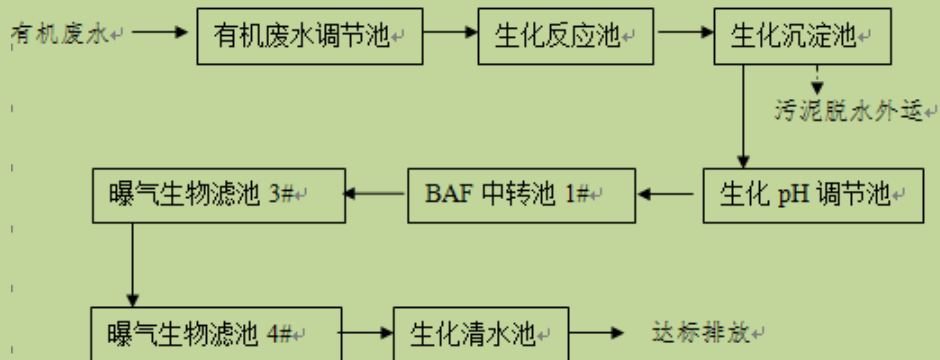 有机废水
有机废水调节池
生化反应池
生化沉淀池
污泥脱水外运
曝气生物滤池 3#
BAF 中转池 1#
生化 pH 调节池
曝气生物滤池 4#
生化清水池
达标排放